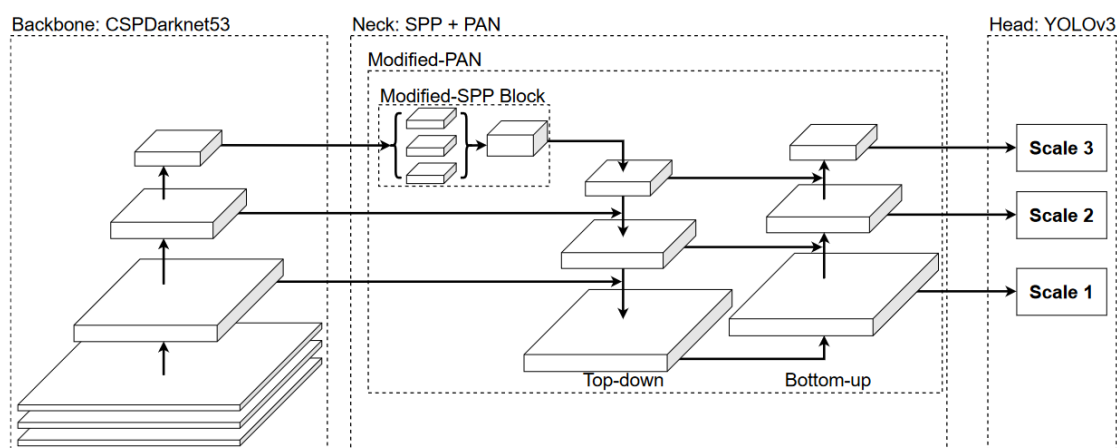 Backbone: CSPDarknet53
Neck: SPP + PAN
Head: YOLOv3
Modified-PAN
Modified-SPP Block
Scale 3
Scale 2
Scale 1
Top-down
Bottom-up